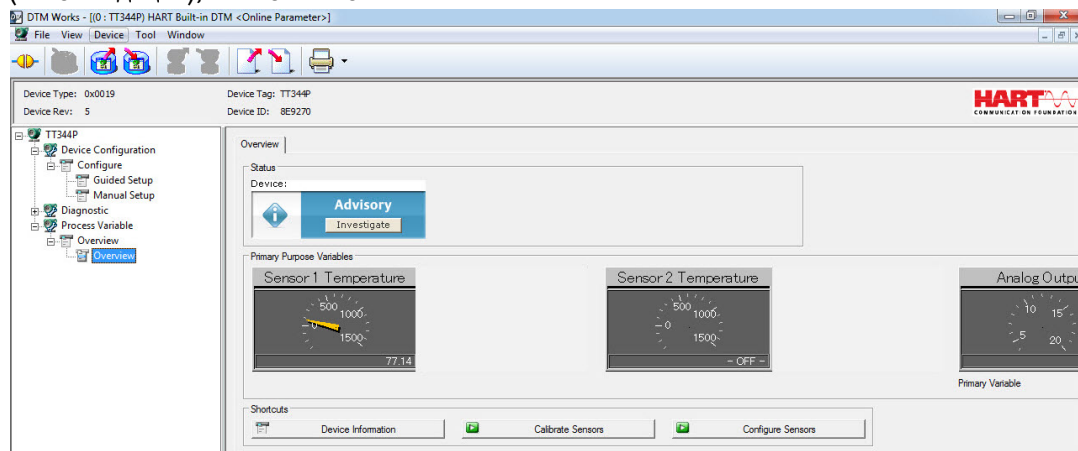 DTM Works - [(0 : TT344P) HART Built-in DTM <Online Parameter>]
File View Device Tool Window
Device Type: 0x0019
Device Tag: TT344P
Device Rev: 5
Device ID: 8E9270
HART
COMMUNICATION FOUNDATION
TT344P
Device Configuration
Configure
Guided Setup
Manual Setup
Diagnostic
Process Variable
Overview
Overview
Overview
Status
Device:
Advisory
Investigate
Primary Purpose Variables
Sensor 1 Temperature
0 500 1000 1500
77.14
Sensor 2 Temperature
0 500 1000 1500
- OFF -
Analog Outpu
5 10 15 20
Primary Variable
Shortcuts
Device Information
Calibrate Sensors
Configure Sensors